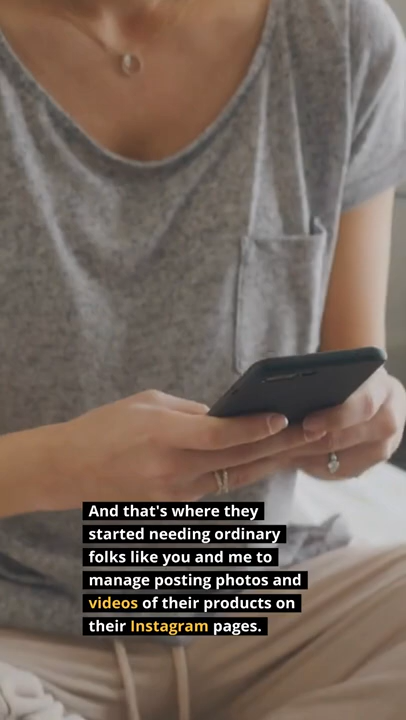 And that's where they
started needing ordinary
folks like you and me to
manage posting photos and
videos of their products on
their Instagram pages.